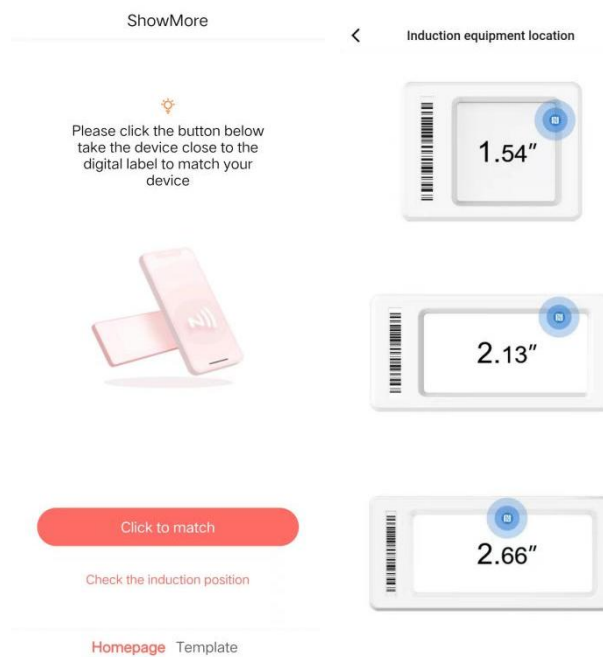 ShowMore
Please click the button below
take the device close to the
digital label to match your
device
Click to match
Check the induction position
Homepage Template
Induction equipment location
1.54″
2.13″
2.66″